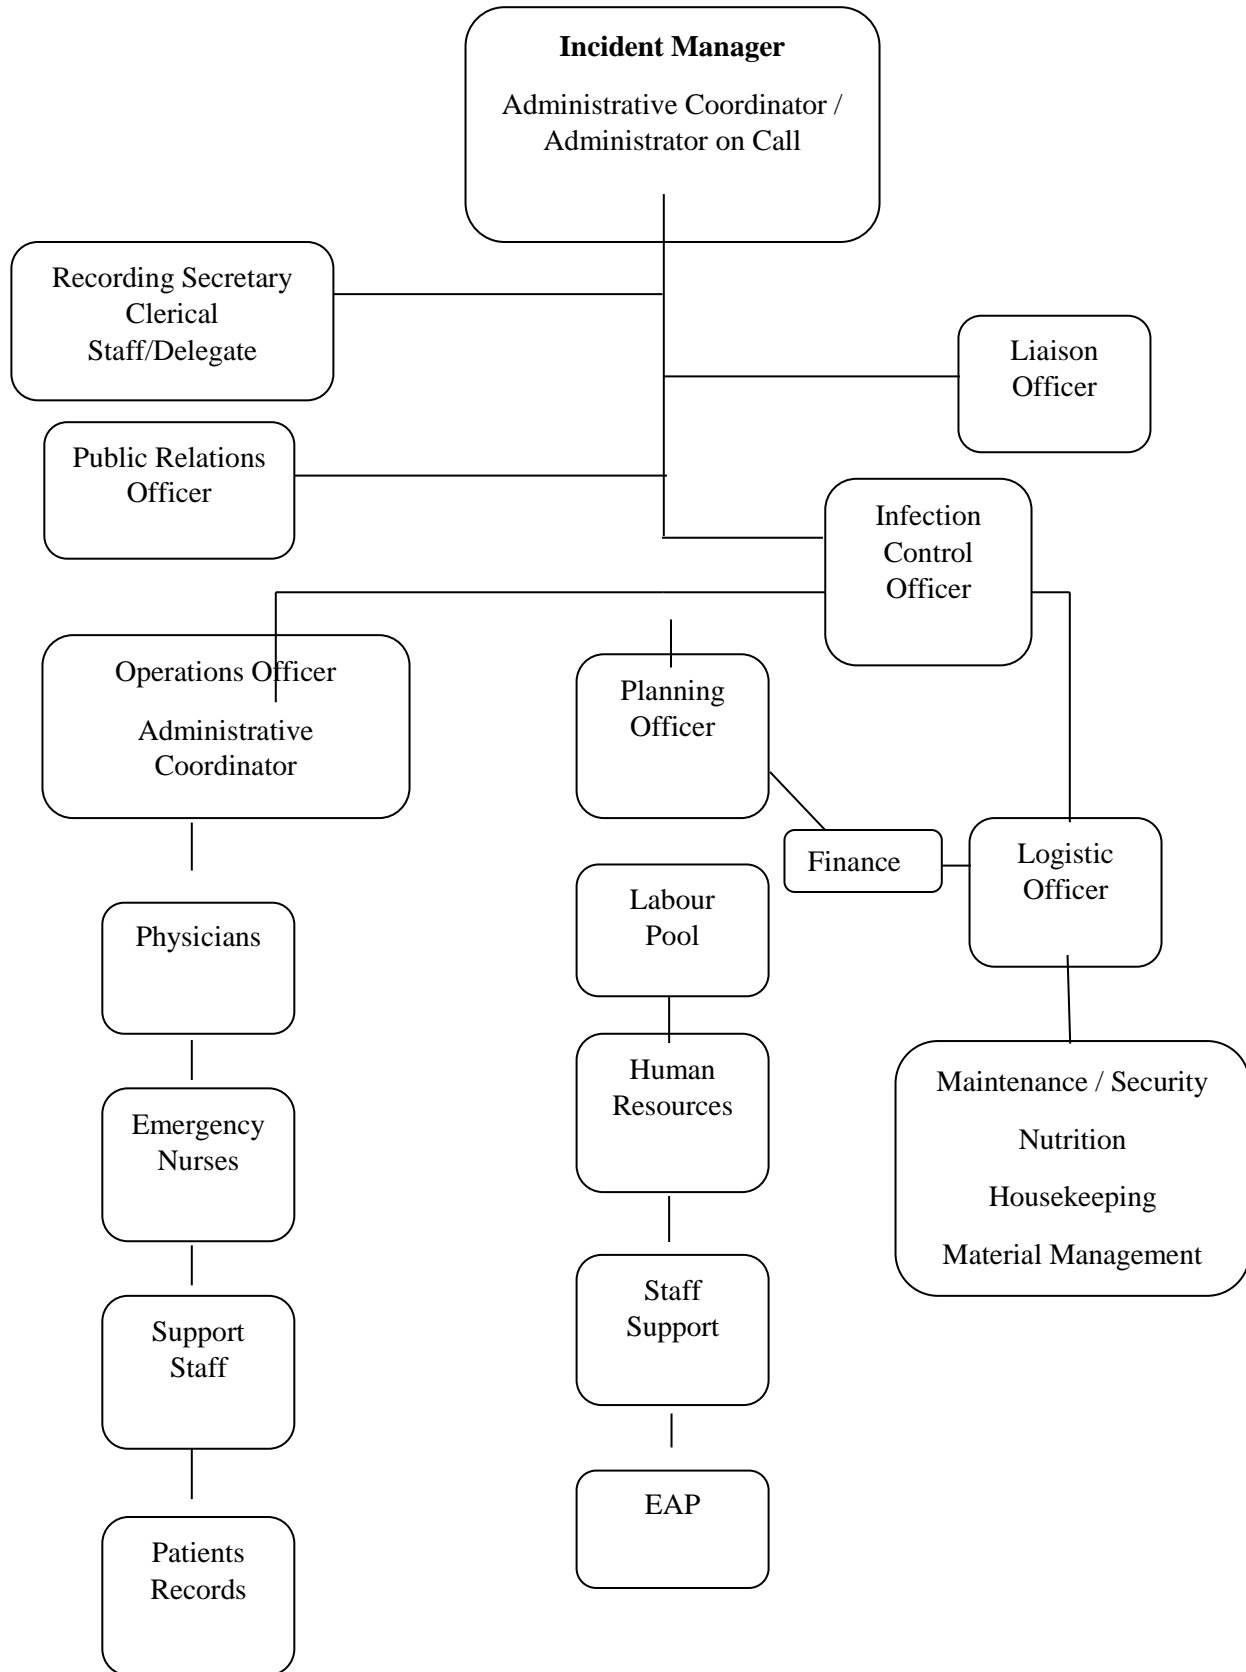 Incident Manager
Administrative Coordinator /
Administrator on Call
Recording Secretary
Clerical
Staff/Delegate
Liaison
Officer
Public Relations
Officer
Infection
Control
Officer
Operations Officer
Administrative
Coordinator
Planning
Officer
Finance
Logistic
Officer
Labour
Pool
Physicians
Human
Resources
Maintenance / Security
Nutrition
Housekeeping
Material Management
Emergency
Nurses
Staff
Support
Support
Staff
EAP
Patients
Records